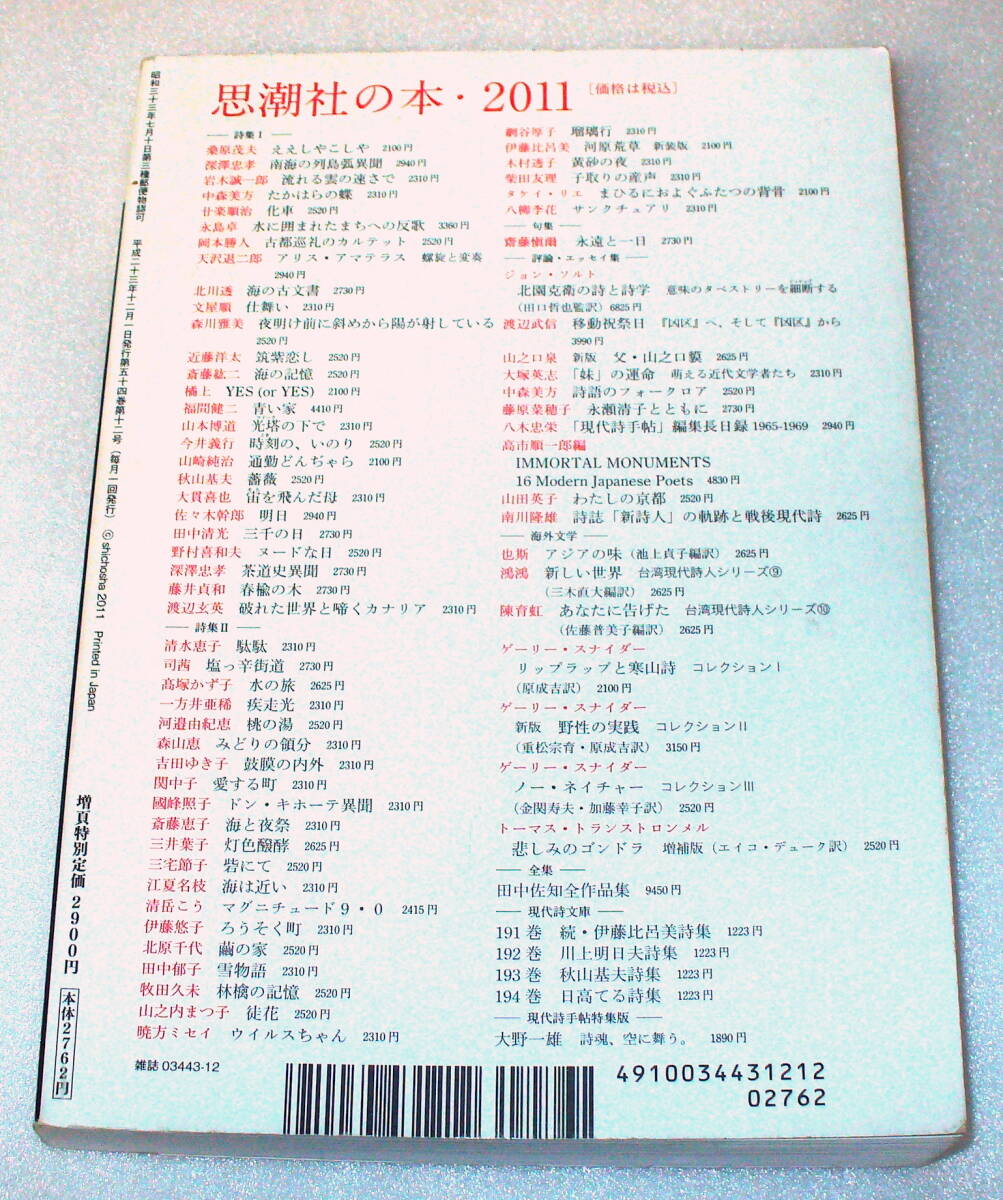 思潮社の本・2011 [価格は税込]
── 詩集Ⅰ ──
桑原茂夫 ええしやこしや 2100円
深澤忠孝 南海の列島弧異聞 2940円
岩木誠一郎 流れる雲の速さで 2310円
中森美方 たかはらの蝶 2310円
廿楽順治 化車 2520円
永島卓 水に囲まれたまちへの反歌 3360円
岡本勝人 古都巡礼のカルテット 2520円
天沢退二郎 アリス・アマテラス 螺旋と変奏
2940円
北川透 海の古文書 2730円
文屋順 仕舞い 2310円
森川雅美 夜明け前に斜めから陽が射している
2520円
近藤洋太 筑紫恋し 2520円
斎藤紘二 海の記憶 2520円
橘上 YES (or YES) 2100円
福間健二 青い家 4410円
山本博道 光塔の下で 2310円
今井義行 時刻の、いのり 2520円
山崎純治 通勤どんぢゃら 2100円
秋山基夫 薔薇 2520円
大貫喜也 宙を飛んだ母 2310円
佐々木幹郎 明日 2940円
田中清光 三千の日 2730円
野村喜和夫 ヌードな日 2520円
深澤忠孝 茶道史異聞 2730円
藤井貞和 春楡の木 2730円
渡辺玄英 破れた世界と啼くカナリア 2310円
── 詩集Ⅱ ──
清水恵子 駄駄 2310円
司茜 塩っ辛街道 2730円
髙塚かず子 水の旅 2625円
一方井亜稀 疾走光 2310円
河邉由紀恵 桃の湯 2520円
森山恵 みどりの領分 2310円
吉田ゆき子 鼓膜の内外 2310円
関中子 愛する町 2310円
國峰照子 ドン・キホーテ異聞 2310円
斎藤恵子 海と夜祭 2310円
三井葉子 灯色醗酵 2625円
三宅節子 砦にて 2520円
江夏名枝 海は近い 2310円
清岳こう マグニチュード9・0 2415円
伊藤悠子 ろうそく町 2310円
北原千代 繭の家 2520円
田中郁子 雪物語 2310円
牧田久未 林檎の記憶 2520円
山之内まつ子 徒花 2520円
暁方ミセイ ウイルスちゃん 2310円
網谷厚子 瑠璃行 2310円
伊藤比呂美 河原荒草 新装版 2100円
木村透子 黄砂の夜 2310円
柴田友理 子取りの産声 2310円
タケイ・リエ まひるにおよぐふたつの背骨 2100円
八柳李花 サンクチュアリ 2310円
── 句集 ──
齋藤愼爾 永遠と一日 2730円
── 評論・エッセイ集 ──
ジョン・ソルト
北園克衛の詩と詩学 意味のタペストリーを細断する
(田口哲也監訳) 6825円
渡辺武信 移動祝祭日 『凶区』へ、そして『凶区』から
3990円
山之口泉 新版 父・山之口貘 2625円
大塚英志 「妹」の運命 萌える近代文学者たち 2310円
中森美方 詩語のフォークロア 2520円
藤原菜穂子 永瀬清子とともに 2730円
八木忠栄 「現代詩手帖」編集長日録 1965-1969 2940円
高市順一郎編
IMMORTAL MONUMENTS
16 Modern Japanese Poets 4830円
山田英子 わたしの京都 2520円
南川隆雄 詩誌「新詩人」の軌跡と戦後現代詩 2625円
── 海外文学 ──
也斯 アジアの味 (池上貞子編訳) 2625円
鴻鴻 新しい世界 台湾現代詩人シリーズ⑨
(三木直大編訳) 2625円
陳育虹 あなたに告げた 台湾現代詩人シリーズ⑩
(佐藤普美子編訳) 2625円
ゲーリー・スナイダー
リップラップと寒山詩 コレクションⅠ
(原成吉訳) 2100円
ゲーリー・スナイダー
新版 野性の実践 コレクションⅡ
(重松宗育・原成吉訳) 3150円
ゲーリー・スナイダー
ノー・ネイチャー コレクションⅢ
(金関寿夫・加藤幸子訳) 2520円
トーマス・トランストロンメル
悲しみのゴンドラ 増補版 (エイコ・デューク訳) 2520円
── 全集 ──
田中佐知全作品集 9450円
── 現代詩文庫 ──
191巻 続・伊藤比呂美詩集 1223円
192巻 川上明日夫詩集 1223円
193巻 秋山基夫詩集 1223円
194巻 日高てる詩集 1223円
── 現代詩手帖特集版 ──
大野一雄 詩魂、空に舞う。 1890円
雑誌 03443-12
4910034431212
02762
昭和三十三年七月十日第三種郵便物認可 平成二十三年十二月一日発行第五十四巻第十二号(毎月一回発行) ©shichosha 2011 Printed in Japan
増頁特別定価 2900円 本体2762円